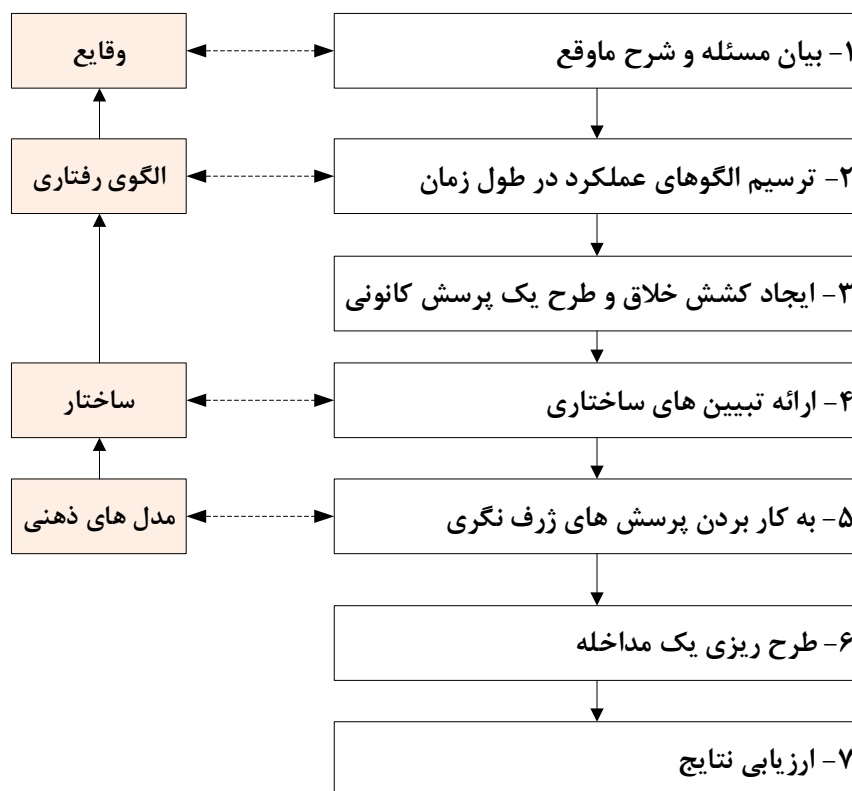 ۱- بیان مسئله و شرح ماوقع
وقایع
۲- ترسیم الگوهای عملکرد در طول زمان
الگوی رفتاری
۳- ایجاد کشش خلاق و طرح یک پرسش کانونی
۴- ارائه تبیین های ساختاری
ساختار
۵- به کار بردن پرسش های ژرف نگری
مدل های ذهنی
۶- طرح ریزی یک مداخله
۷- ارزیابی نتایج